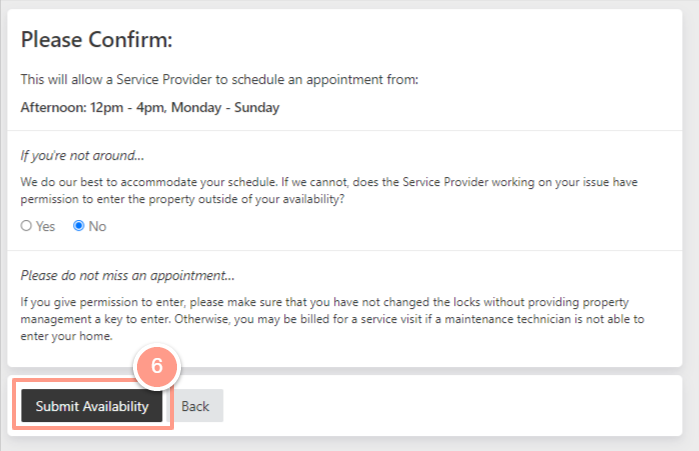 Please Confirm:
This will allow a Service Provider to schedule an appointment from:
Afternoon: 12pm - 4pm, Monday - Sunday
If you're not around...
We do our best to accommodate your schedule. If we cannot, does the Service Provider working on your issue have
permission to enter the property outside of your availability?
Yes No
Please do not miss an appointment...
If you give permission to enter, please make sure that you have not changed the locks without providing property
management a key to enter. Otherwise, you may be billed for a service visit if a maintenance technician is not able to
enter your home.
6
Submit Availability Back